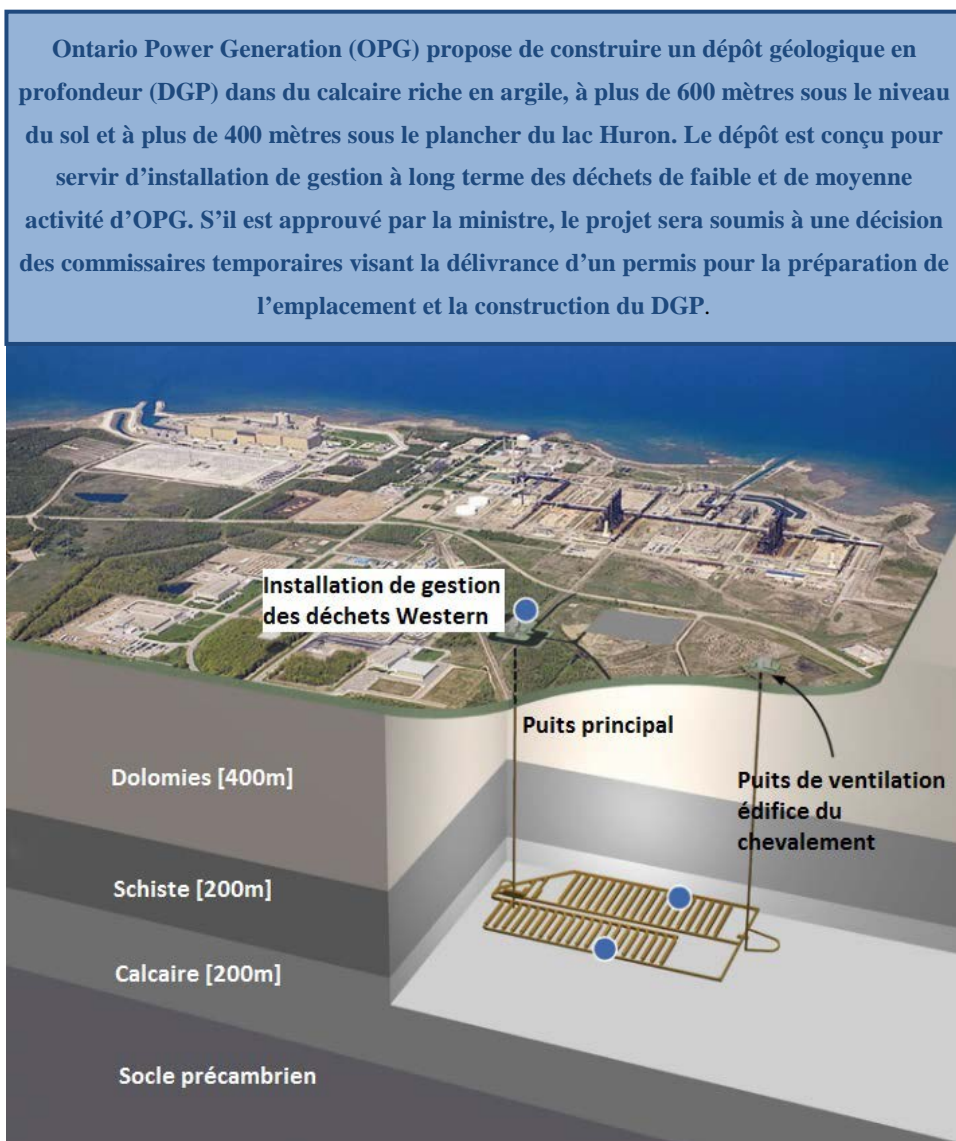 Ontario Power Generation (OPG) propose de construire un dépôt géologique en
profondeur (DGP) dans du calcaire riche en argile, à plus de 600 mètres sous le niveau
du sol et à plus de 400 mètres sous le plancher du lac Huron. Le dépôt est conçu pour
servir d’installation de gestion à long terme des déchets de faible et de moyenne
activité d’OPG. S’il est approuvé par la ministre, le projet sera soumis à une décision
des commissaires temporaires visant la délivrance d’un permis pour la préparation de
l’emplacement et la construction du DGP.
Installation de gestion
des déchets Western
Puits principal
Puits de ventilation
édifice du
chevalement
Dolomies [400m]
Schiste [200m]
Calcaire [200m]
Socle précambrien